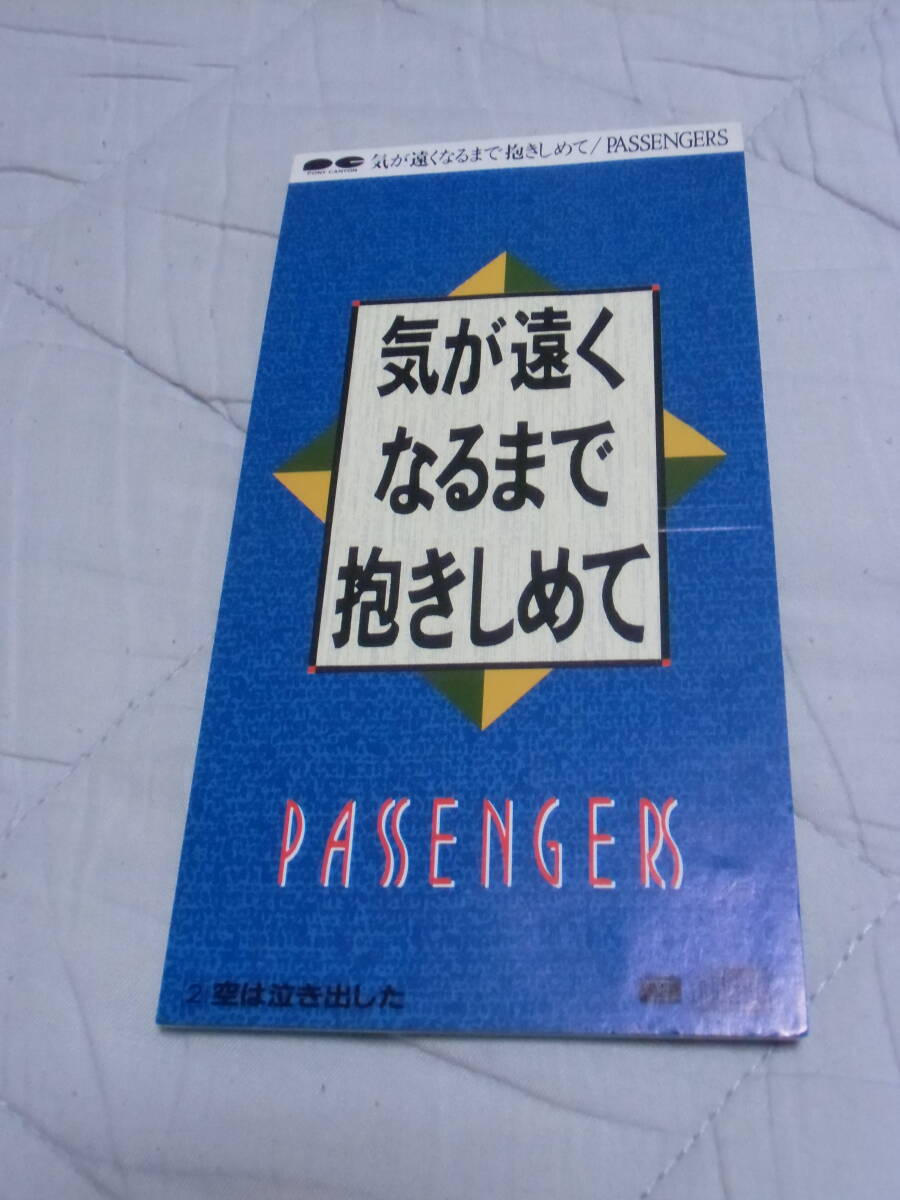 PONY CANYON
気が遠くなるまで抱きしめて/PASSENGERS
気が遠く
なるまで
抱きしめて
PASSENGERS
2 空は泣き出した